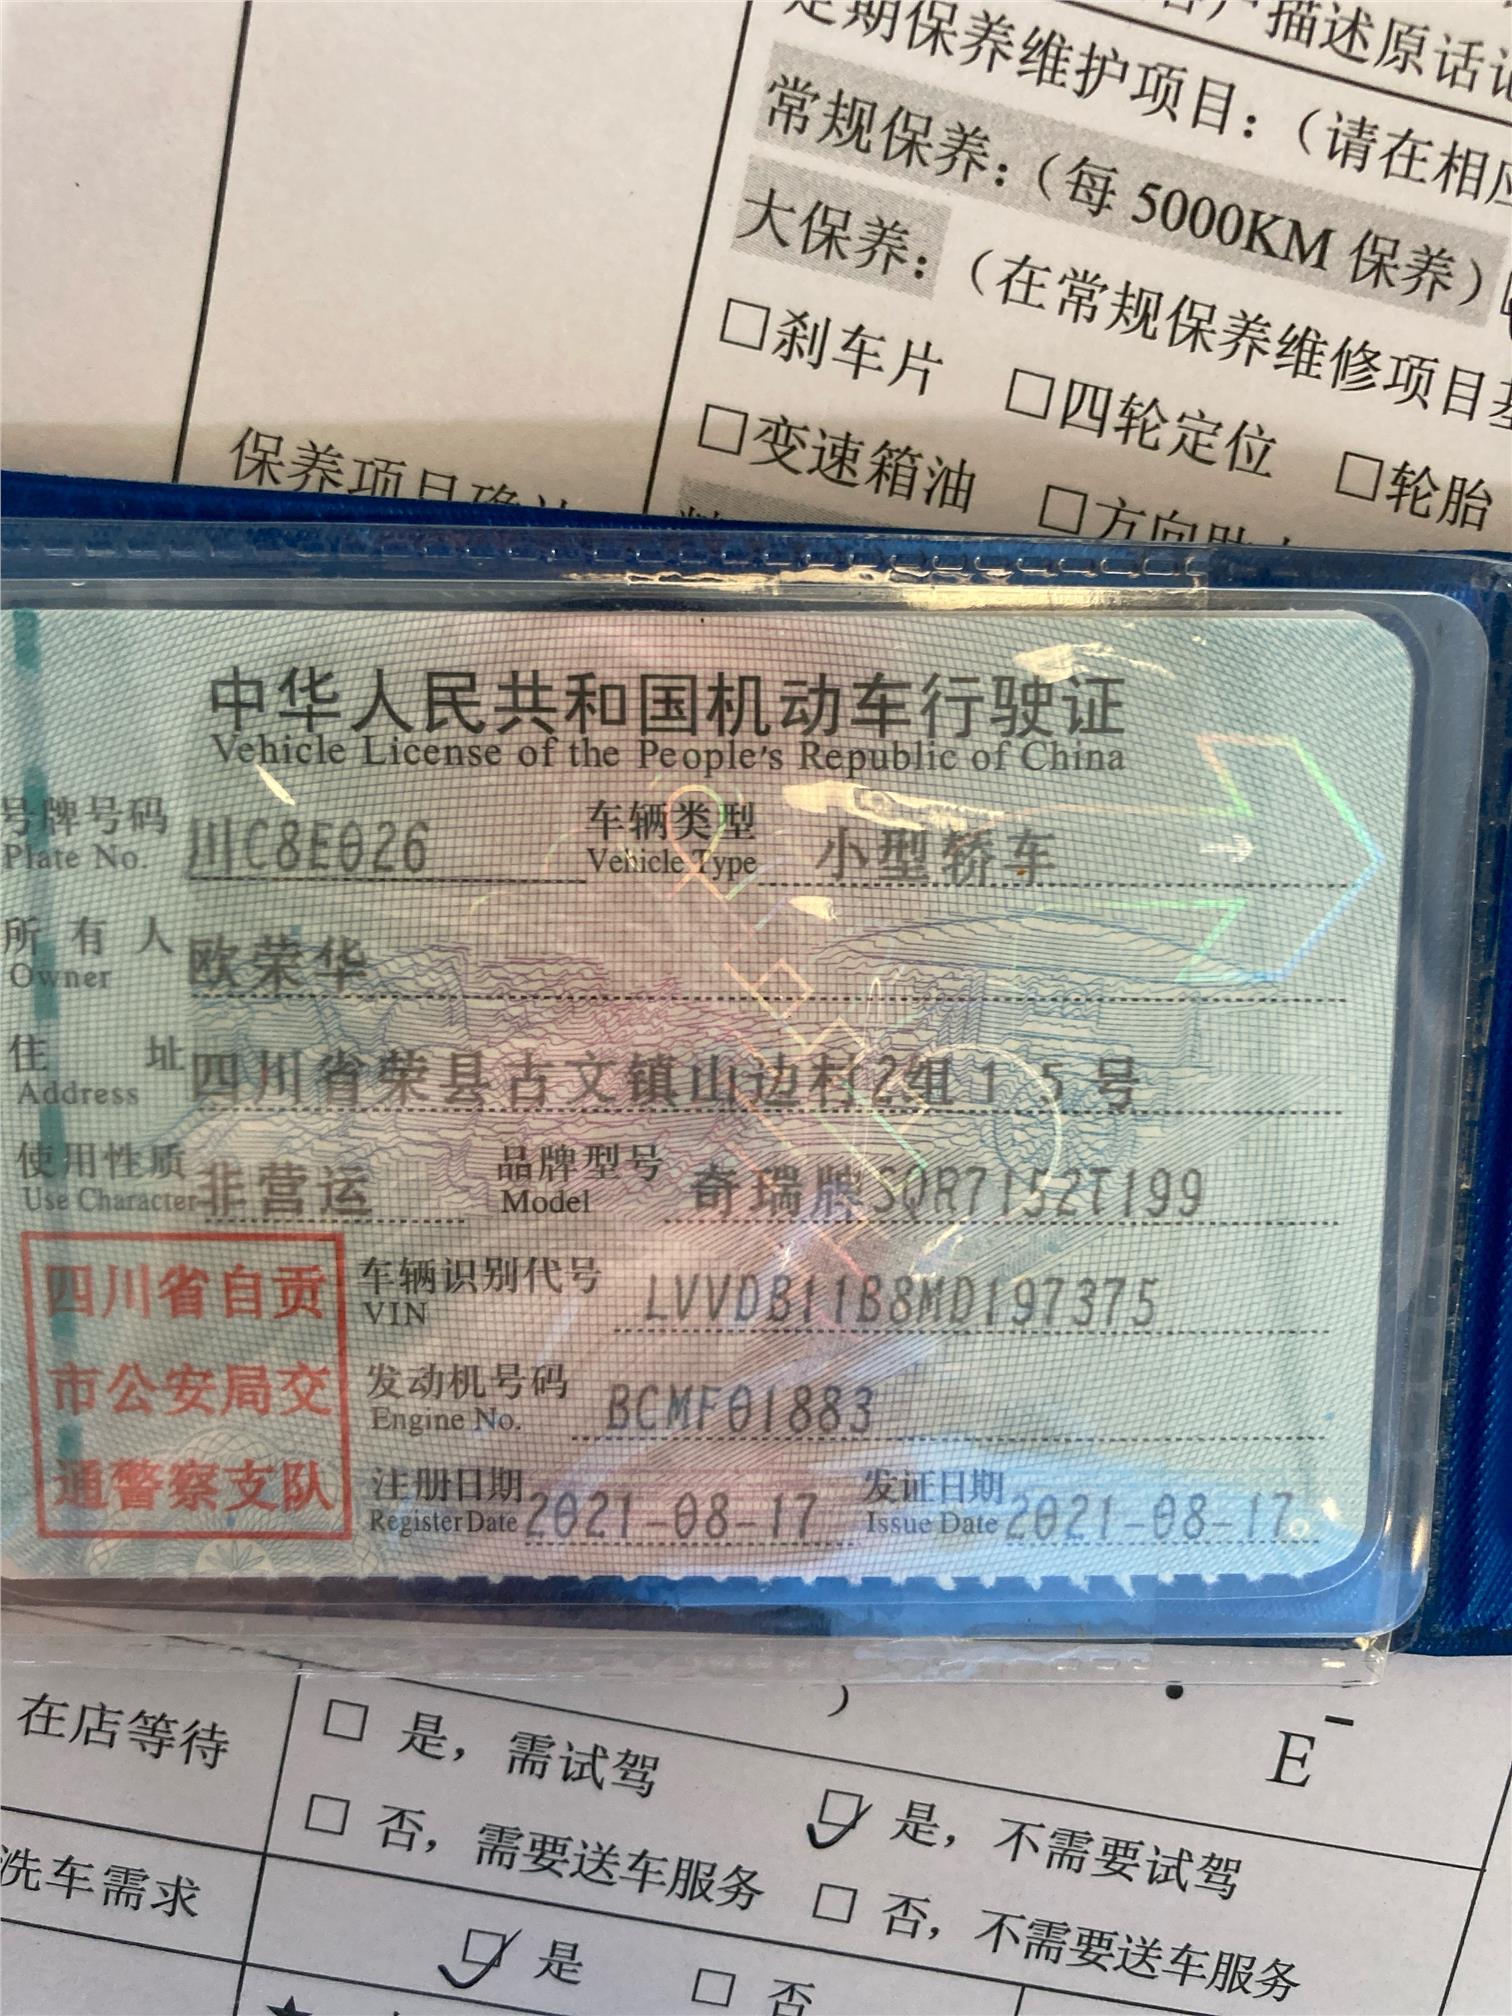 客户描述原话记
定期保养维护项目：（请在相应
常规保养：（每 5000KM 保养）
大保养：（在常规保养维修项目基
□刹车片 □四轮定位 □轮胎
□变速箱油 □方向助
保养项目确认
中华人民共和国机动车行驶证
Vehicle License of the People's Republic of China
号牌号码 川C8E026 车辆类型 小型轿车
Plate No. Vehicle Type
所有人 欧荣华
Owner
住址 四川省荣县古文镇山边村2组15号
Address
使用性质 非营运 品牌型号 奇瑞牌SQR7152T199
Use Character Model
四川省自贡
市公安局交
通警察支队
车辆识别代号 LVVDB11B8MD197375
VIN
发动机号码 BCMF01883
Engine No.
注册日期 2021-08-17 发证日期 2021-08-17
Register Date Issue Date
E
在店等待
□ 是，需试驾 ☑ 是，不需要试驾
□ 否，需要送车服务 □ 否，不需要送车服务
洗车需求
☑ 是 □ 否